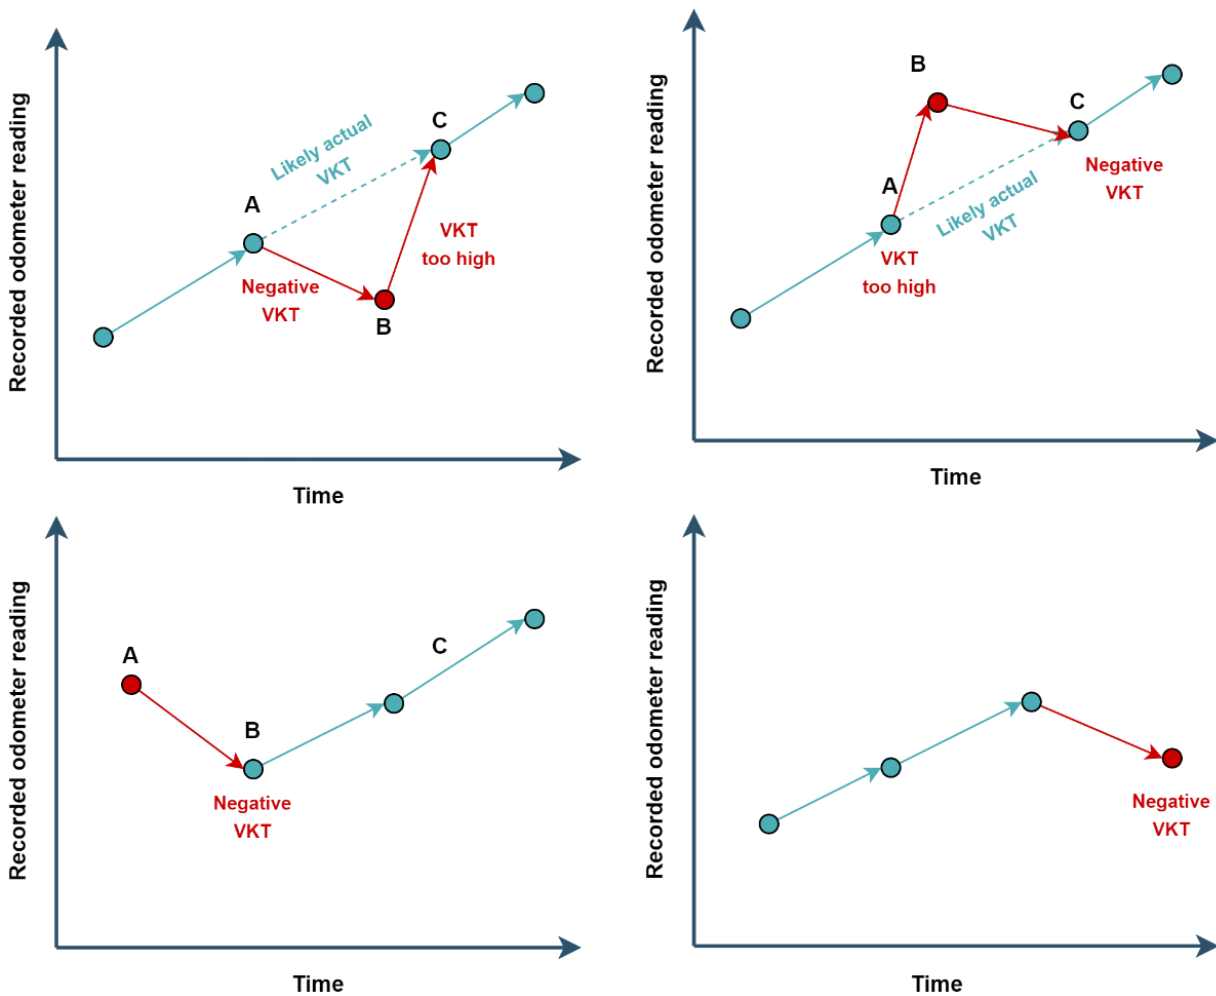 Recorded odometer reading
A
Likely actual
VKT
C
Negative
VKT
VKT
too high
B
Time
Recorded odometer reading
B
A
C
Likely actual
VKT
VKT
too high
Negative
VKT
Time
Recorded odometer reading
A
B
C
Negative
VKT
Time
Recorded odometer reading
Negative
VKT
Time